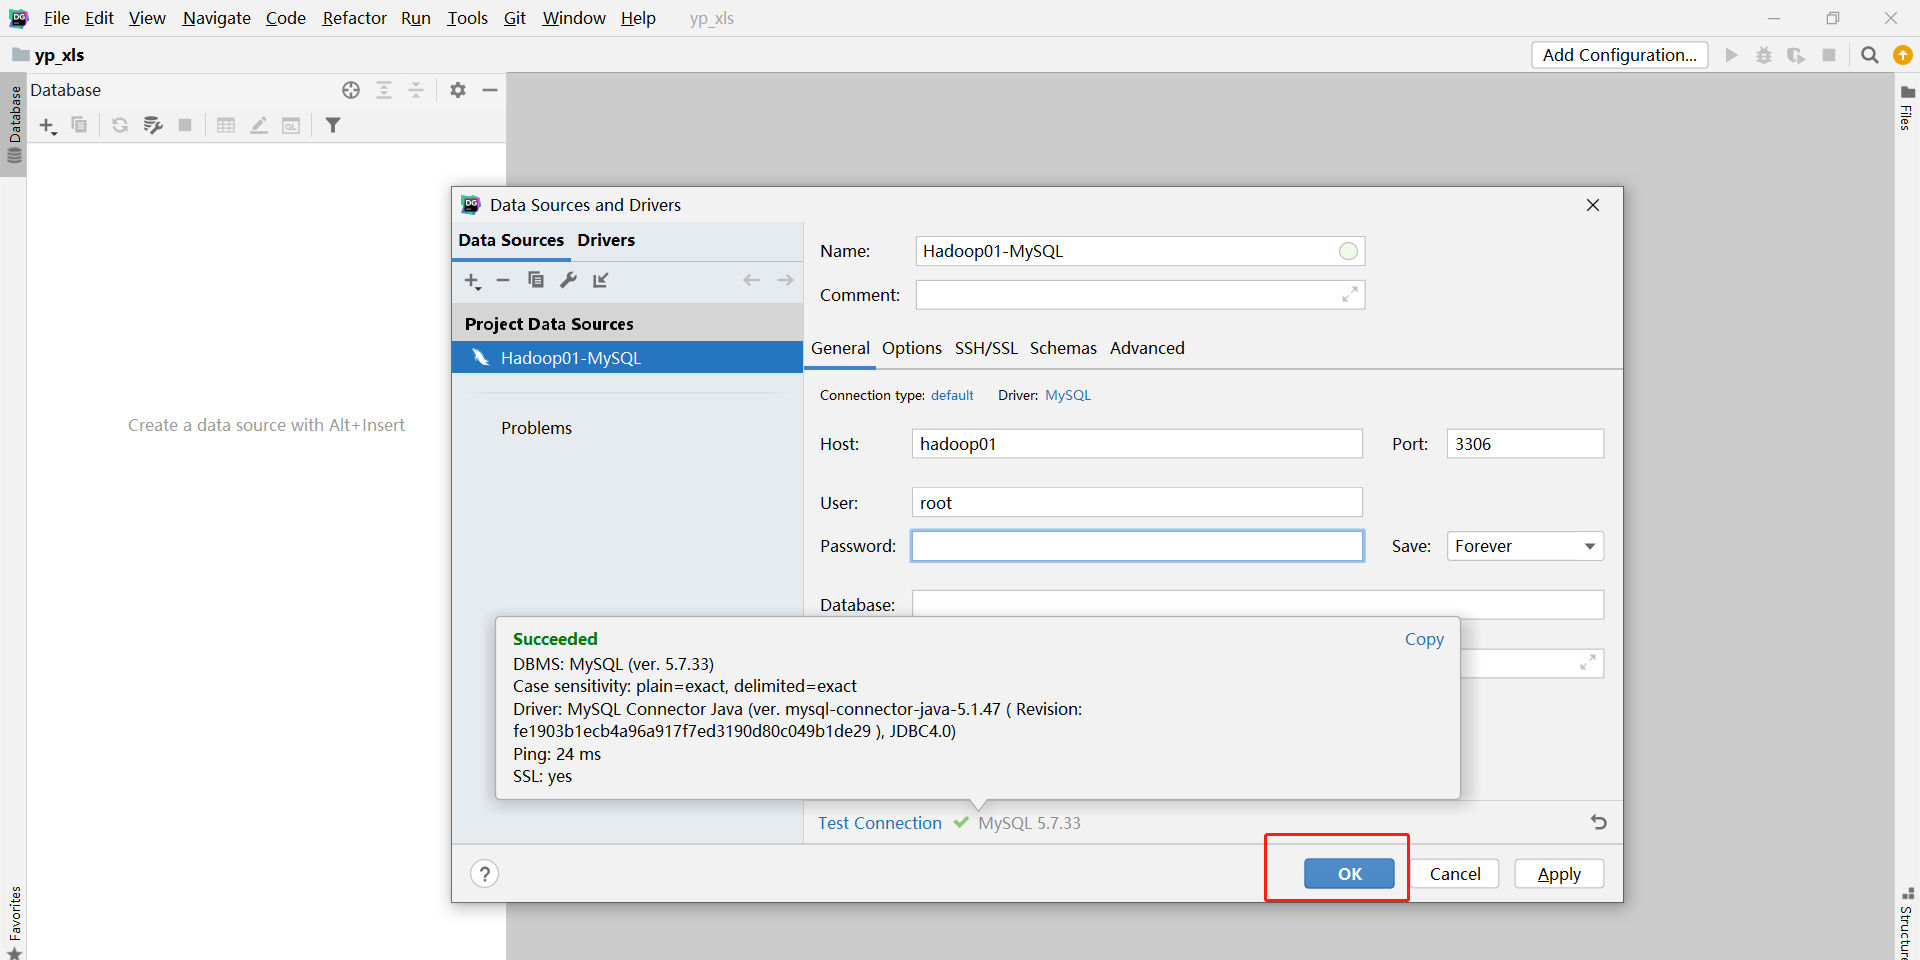 DG File Edit View Navigate Code Refactor Run Tools Git Window Help yp_xls
yp_xls Add Configuration...
Database
Database
QL
Files
Create a data source with Alt+Insert
Favorites
Structure
DG Data Sources and Drivers
Data Sources Drivers
Project Data Sources
Hadoop01-MySQL
Problems
Name: Hadoop01-MySQL
Comment:
General Options SSH/SSL Schemas Advanced
Connection type: default Driver: MySQL
Host: hadoop01 Port: 3306
User: root
Password: Save: Forever
Database:
Succeeded Copy
DBMS: MySQL (ver. 5.7.33)
Case sensitivity: plain=exact, delimited=exact
Driver: MySQL Connector Java (ver. mysql-connector-java-5.1.47 ( Revision:
fe1903b1ecb4a96a917f7ed3190d80c049b1de29 ), JDBC4.0)
Ping: 24 ms
SSL: yes
Test Connection MySQL 5.7.33
? OK Cancel Apply